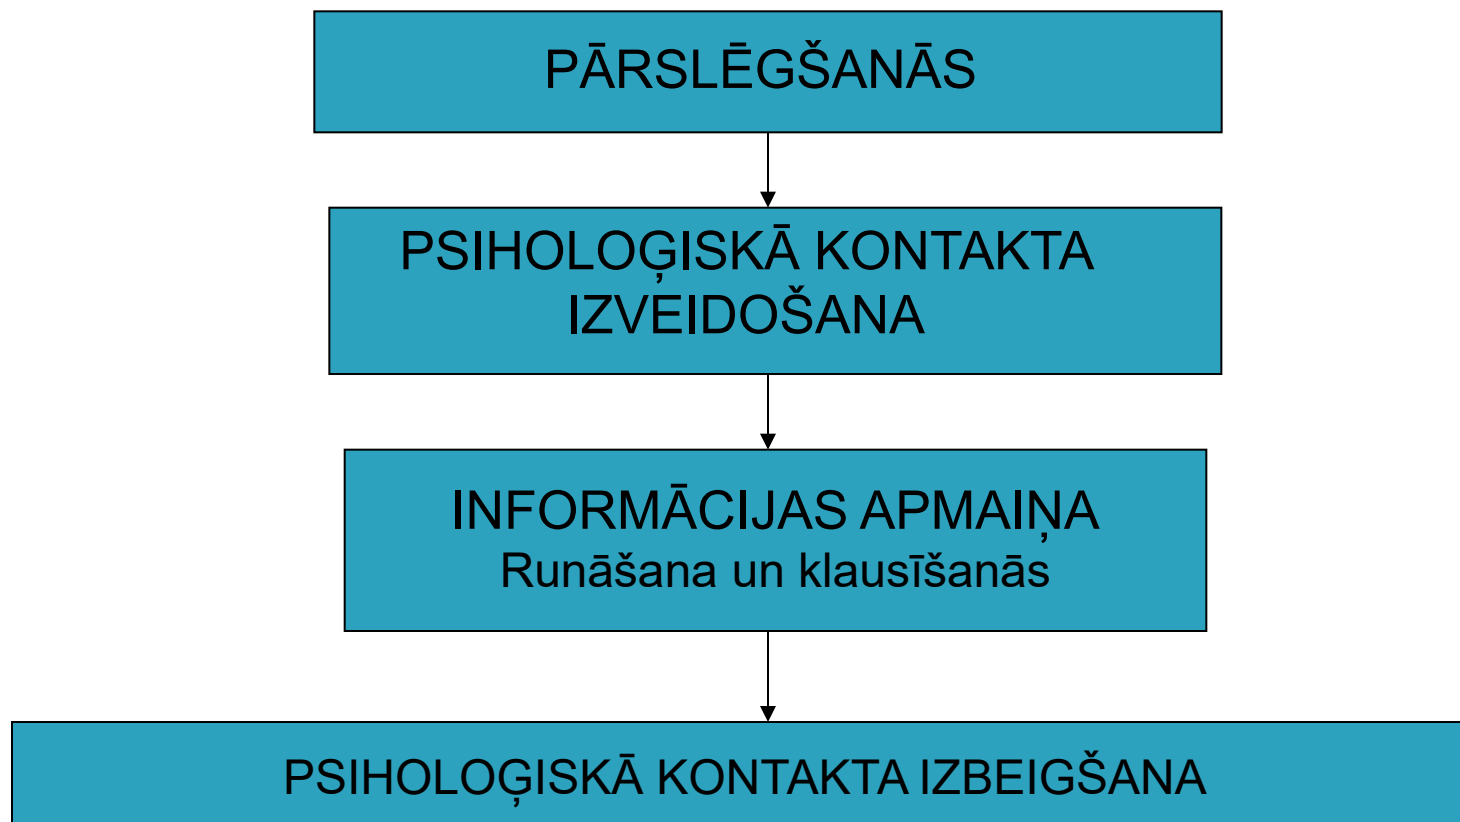 PĀRSLĒGŠANĀS
PSIHOLOĢISKĀ KONTAKTA
IZVEIDOŠANA
INFORMĀCIJAS APMAIŅA
Runāšana un klausīšanās
PSIHOLOĢISKĀ KONTAKTA IZBEIGŠANA